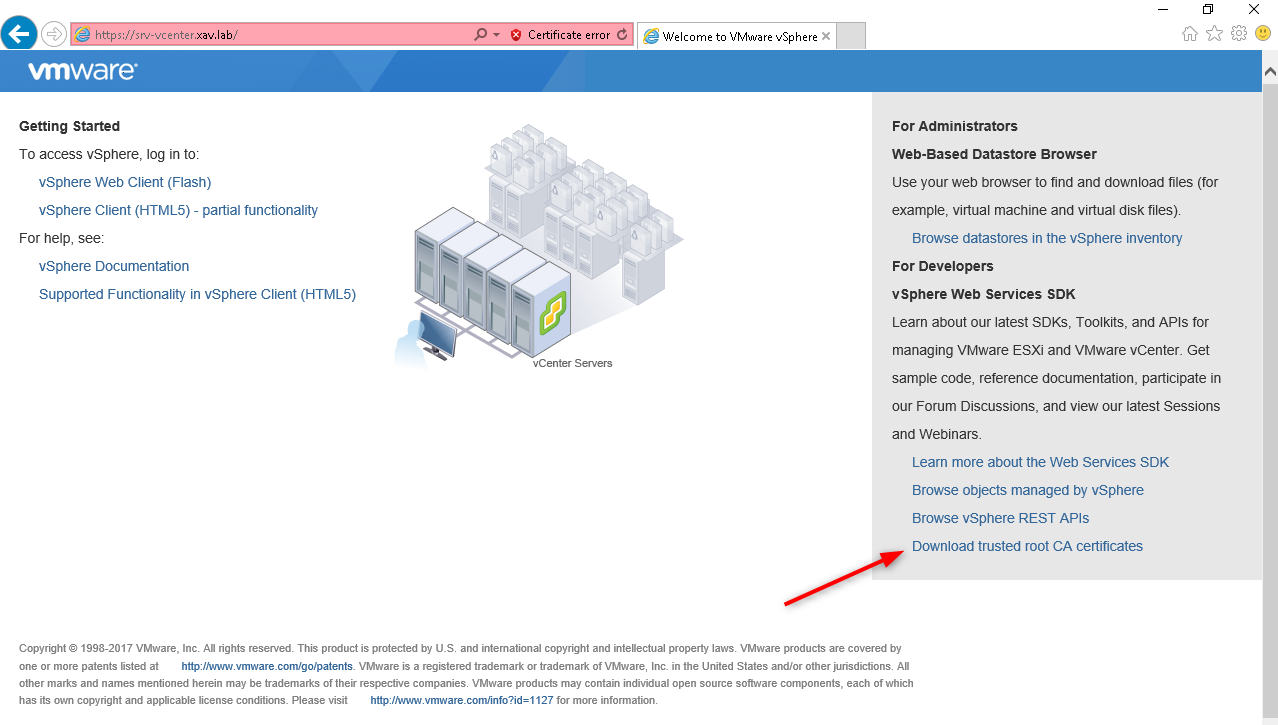 https://srv-vcenter.xav.lab/
Certificate error
Welcome to VMware vSphere
vmware®
Getting Started
To access vSphere, log in to:
vSphere Web Client (Flash)
vSphere Client (HTML5) - partial functionality
For help, see:
vSphere Documentation
Supported Functionality in vSphere Client (HTML5)
vCenter Servers
For Administrators
Web-Based Datastore Browser
Use your web browser to find and download files (for
example, virtual machine and virtual disk files).
Browse datastores in the vSphere inventory
For Developers
vSphere Web Services SDK
Learn about our latest SDKs, Toolkits, and APIs for
managing VMware ESXi and VMware vCenter. Get
sample code, reference documentation, participate in
our Forum Discussions, and view our latest Sessions
and Webinars.
Learn more about the Web Services SDK
Browse objects managed by vSphere
Browse vSphere REST APIs
Download trusted root CA certificates
Copyright © 1998-2017 VMware, Inc. All rights reserved. This product is protected by U.S. and international copyright and intellectual property laws. VMware products are covered by
one or more patents listed at http://www.vmware.com/go/patents. VMware is a registered trademark or trademark of VMware, Inc. in the United States and/or other jurisdictions. All
other marks and names mentioned herein may be trademarks of their respective companies. VMware products may contain individual open source software components, each of which
has its own copyright and applicable license conditions. Please visit http://www.vmware.com/info?id=1127 for more information.